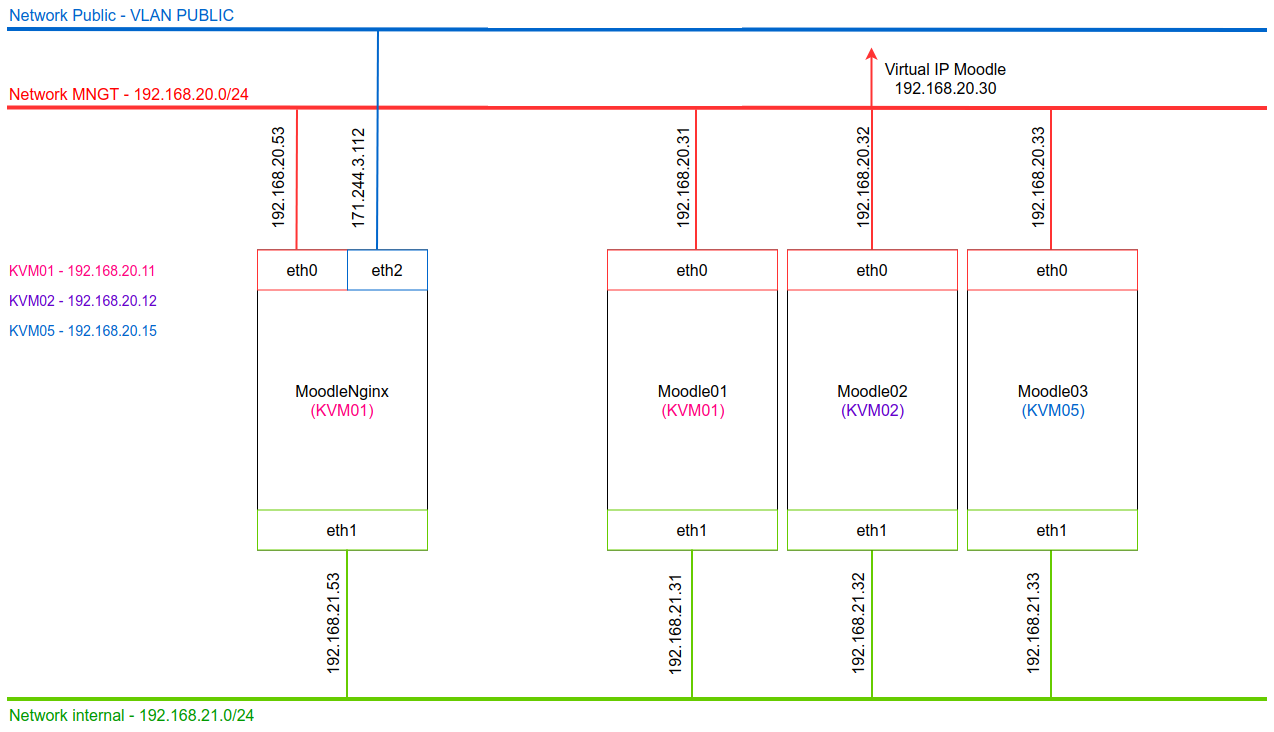 Network Public - VLAN PUBLIC
Virtual IP Moodle
192.168.20.30
Network MNGT - 192.168.20.0/24
192.168.20.53
171.244.3.112
192.168.20.31
192.168.20.32
192.168.20.33
KVM01 - 192.168.20.11
KVM02 - 192.168.20.12
KVM05 - 192.168.20.15
eth0
eth2
eth0
eth0
eth0
MoodleNginx
(KVM01)
Moodle01
(KVM01)
Moodle02
(KVM02)
Moodle03
(KVM05)
eth1
eth1
eth1
eth1
192.168.21.53
192.168.21.31
192.168.21.32
192.168.21.33
Network internal - 192.168.21.0/24